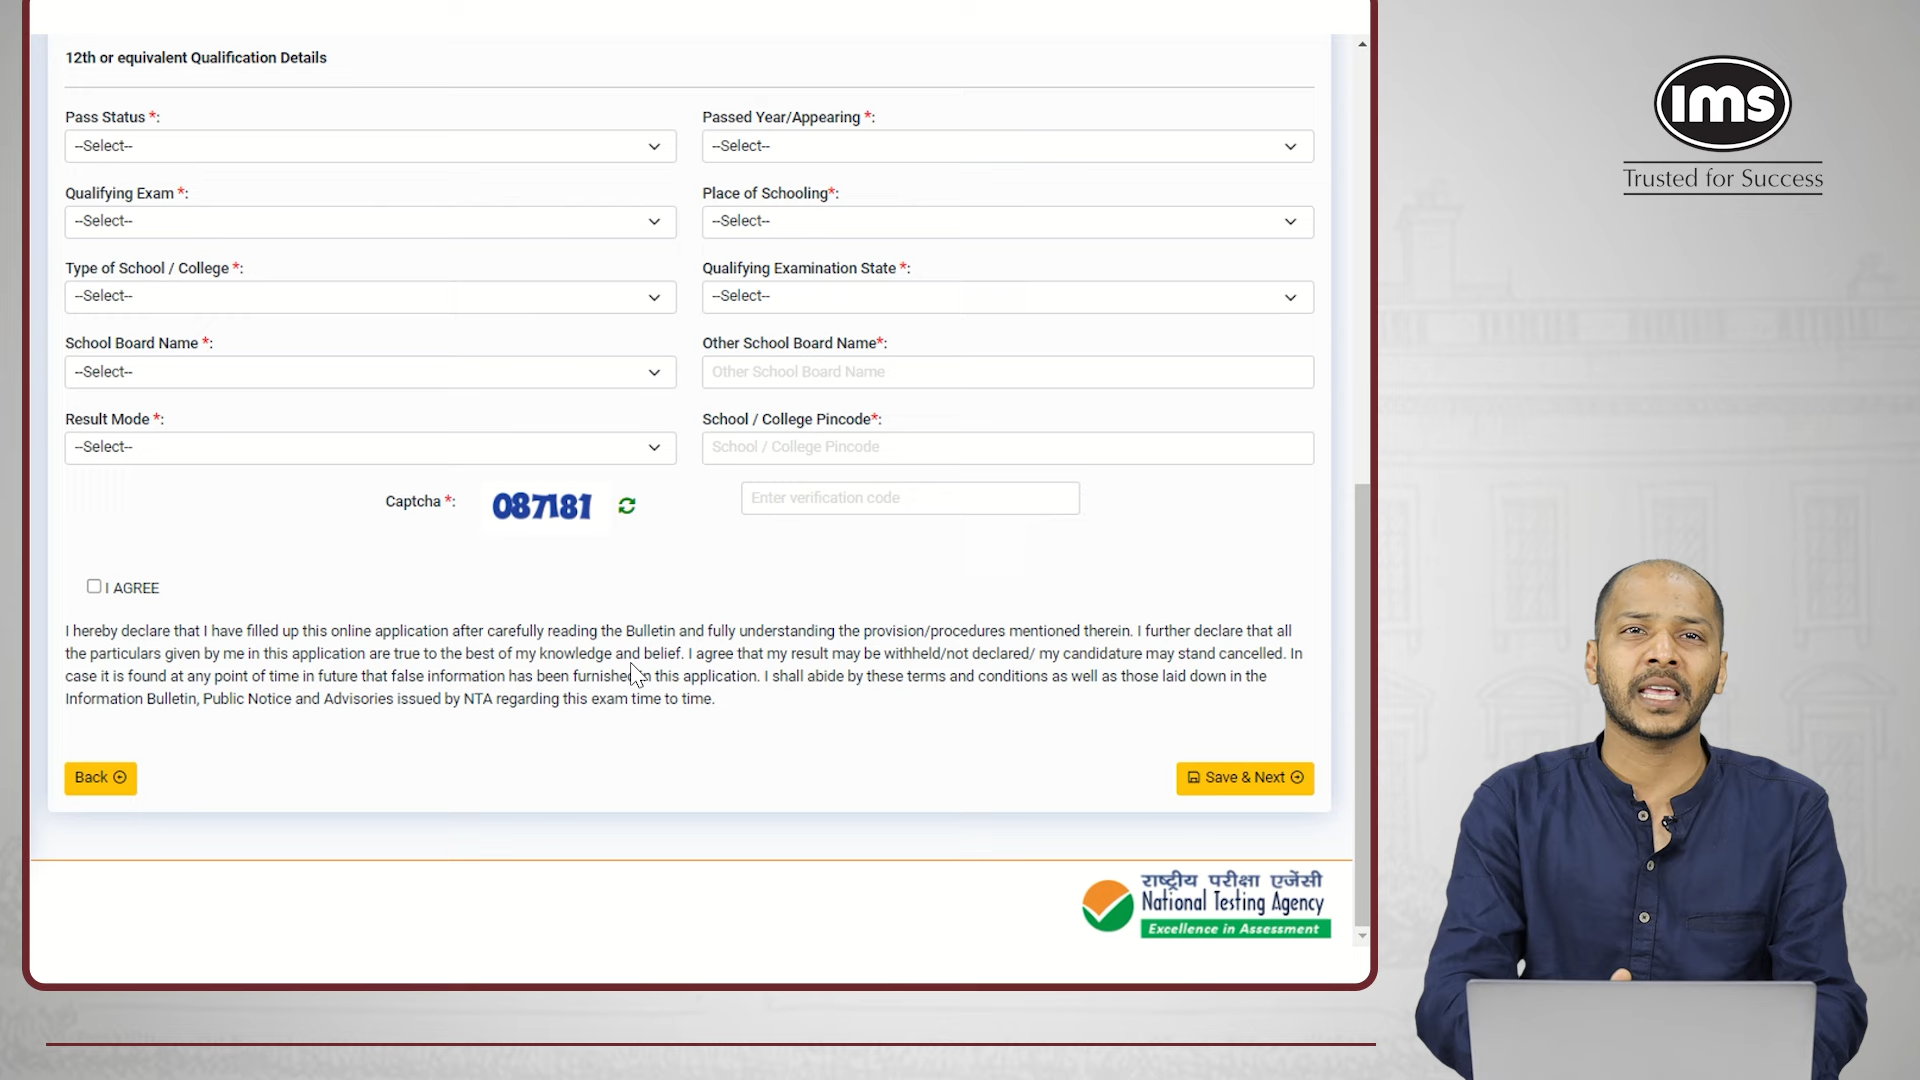 12th or equivalent Qualification Details
Pass Status *:
Passed Year/Appearing *:
--Select--
--Select--
Qualifying Exam *:
Place of Schooling*:
--Select--
--Select--
Type of School / College *:
Qualifying Examination State *:
--Select--
--Select--
School Board Name *:
Other School Board Name*:
--Select--
Other School Board Name
Result Mode *:
School / College Pincode*:
--Select--
School / College Pincode
Captcha *:
087181
Enter verification code
I AGREE
I hereby declare that I have filled up this online application after carefully reading the Bulletin and fully understanding the provision/procedures mentioned therein. I further declare that all
the particulars given by me in this application are true to the best of my knowledge and belief. I agree that my result may be withheld/not declared/ my candidature may stand cancelled. In
case it is found at any point of time in future that false information has been furnished in this application. I shall abide by these terms and conditions as well as those laid down in the
Information Bulletin, Public Notice and Advisories issued by NTA regarding this exam time to time.
Back
Save & Next
राष्ट्रीय परीक्षा एजेंसी
National Testing Agency
Excellence in Assessment
ims
Trusted for Success